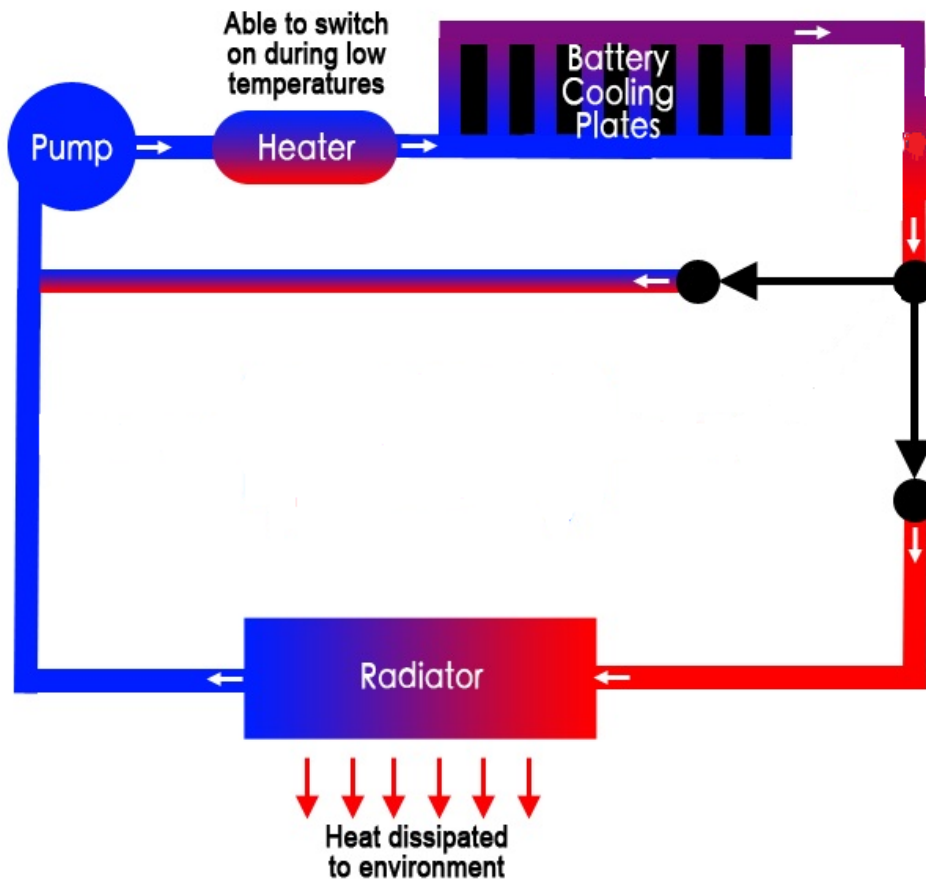 Able to switch
on during low
temperatures
Battery
Cooling
Plates
Pump
Heater
Radiator
Heat dissipated
to environment